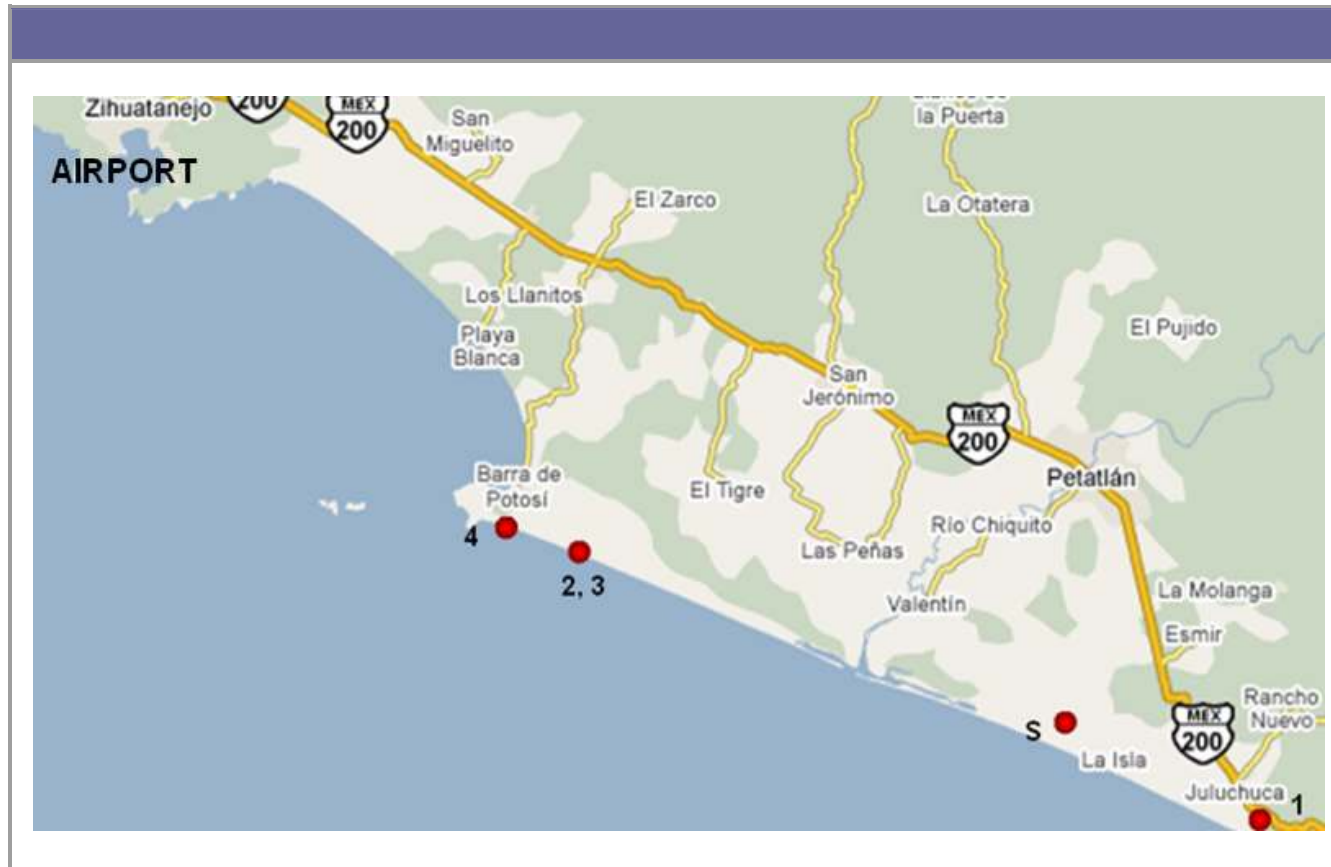 Zihuatanejo
200
MEX
200
San
Miguelito
la Puerta
AIRPORT
El Zarco
La Otatera
Los Llanitos
Playa
Blanca
El Pujido
San
Jerónimo
MEX
200
Barra de
Potosí
El Tigre
Petatlán
4
Las Peñas
Río Chiquito
2, 3
Valentín
La Molanga
Esmir
Rancho
Nuevo
MEX
200
S
La Isla
Juluchuca
1